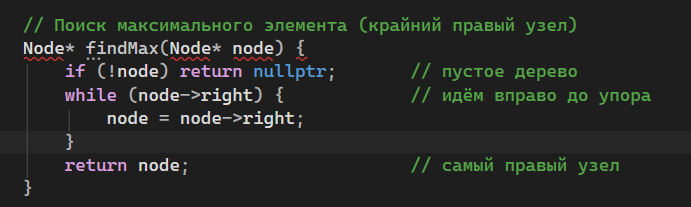 // Поиск максимального элемента (крайний правый узел)
Node* findMax(Node* node) {
    if (!node) return nullptr;       // пустое дерево
    while (node->right) {            // идём вправо до упора
        node = node->right;
    }
    return node;                     // самый правый узел
}